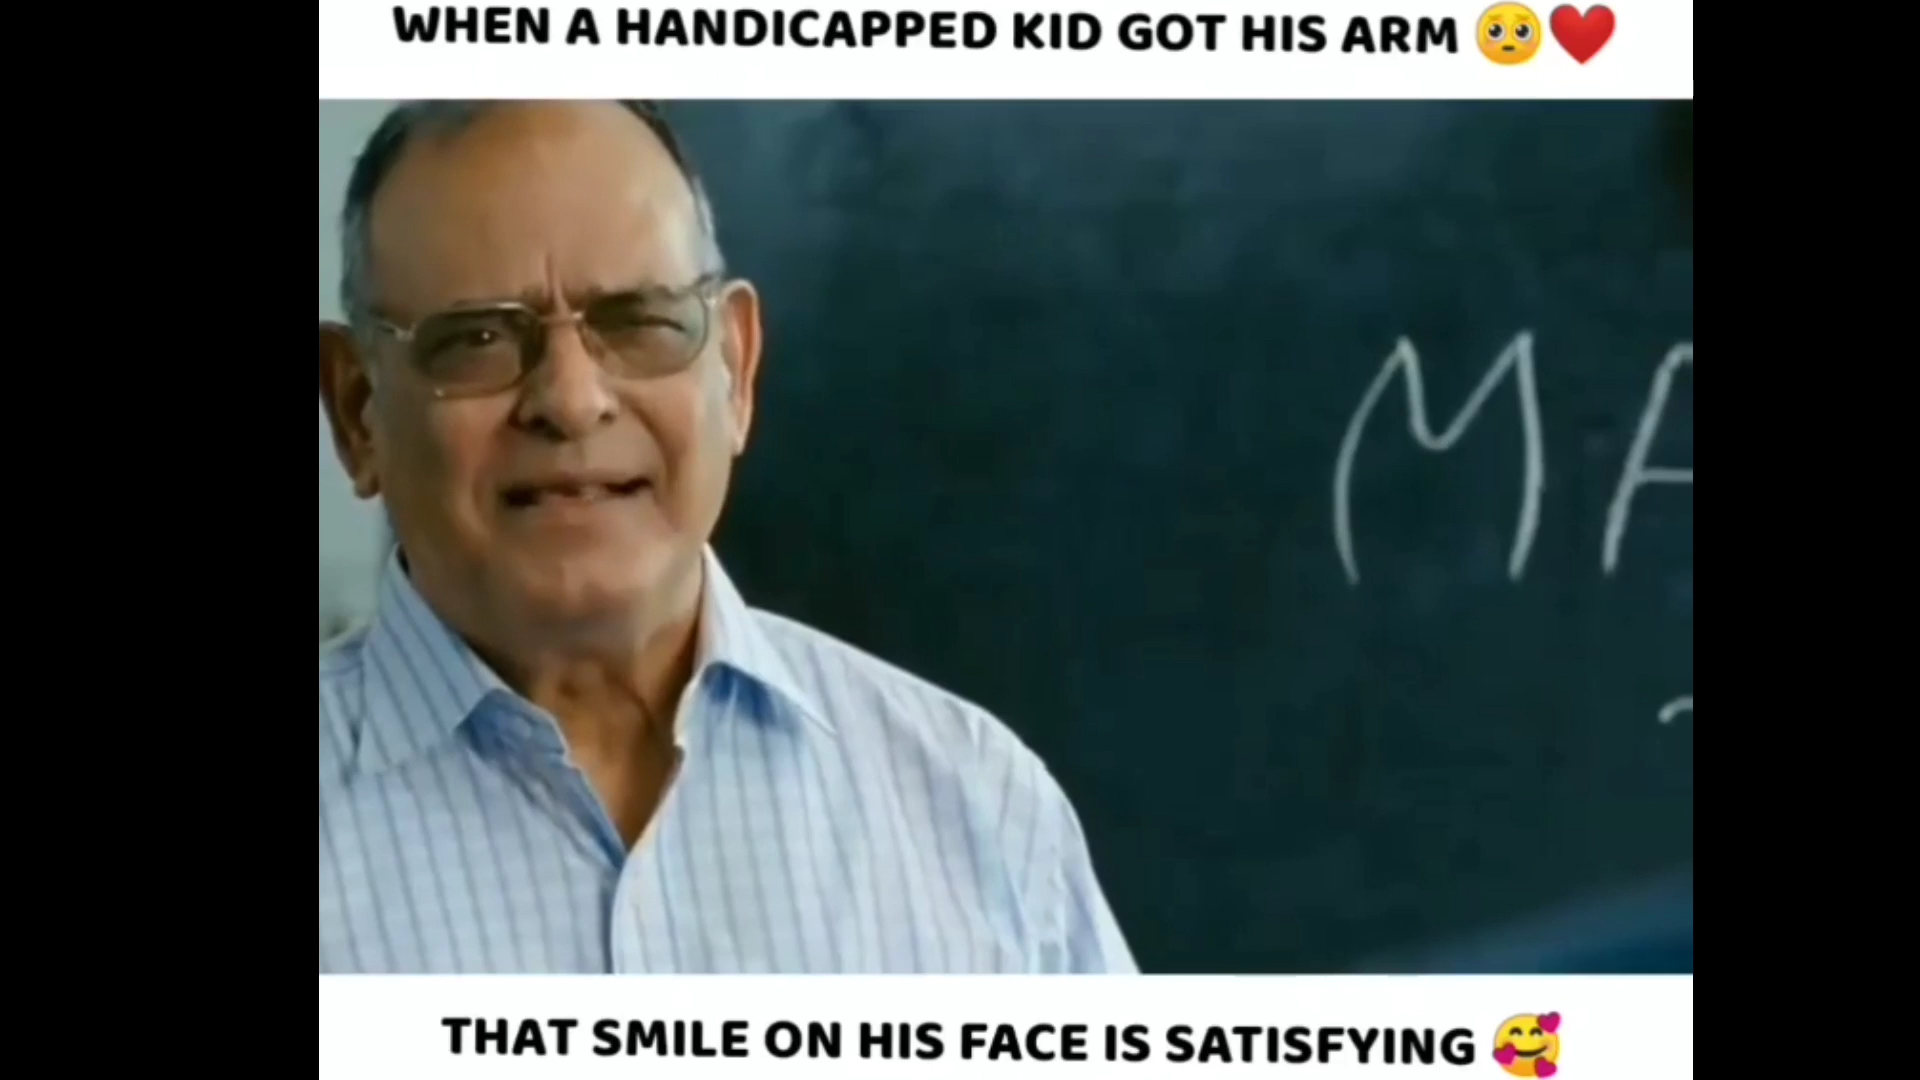 WHEN A HANDICAPPED KID GOT HIS ARM 🥺❤️
MA
THAT SMILE ON HIS FACE IS SATISFYING 🥰